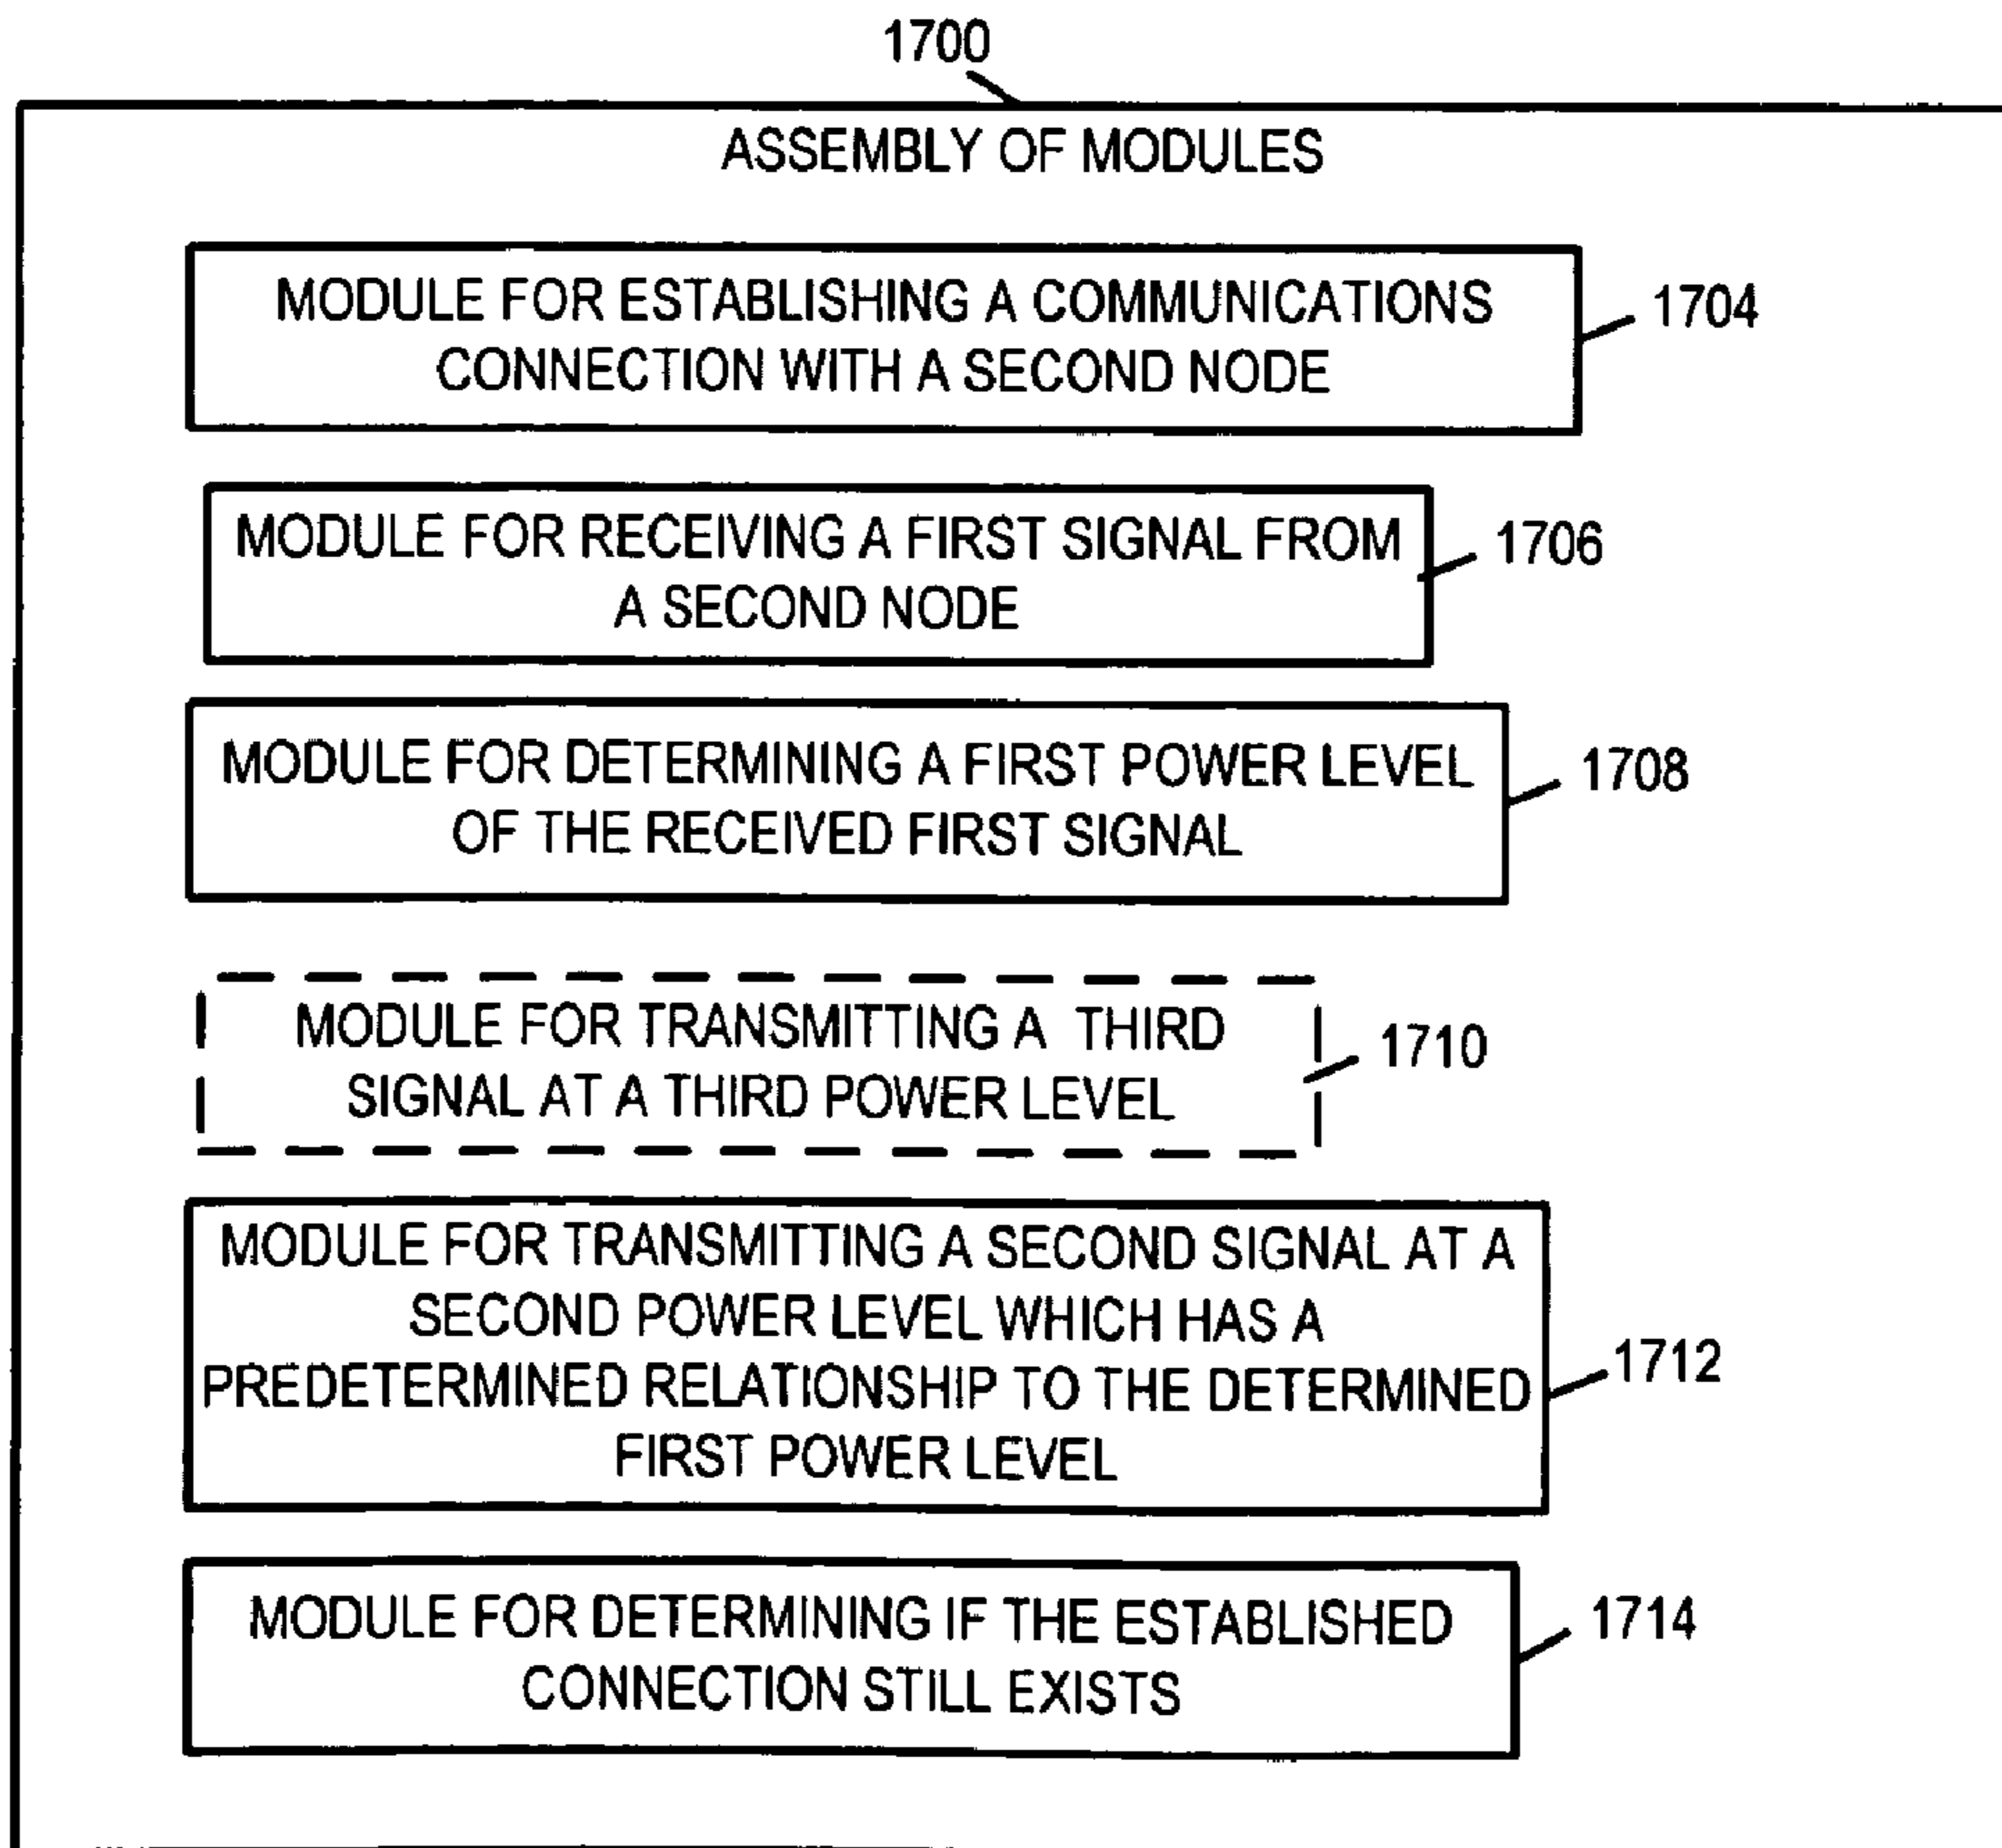 1700
ASSEMBLY OF MODULES
MODULE FOR ESTABLISHING A COMMUNICATIONS
CONNECTION WITH A SECOND NODE
1704
MODULE FOR RECEIVING A FIRST SIGNAL FROM
A SECOND NODE
1706
MODULE FOR DETERMINING A FIRST POWER LEVEL
OF THE RECEIVED FIRST SIGNAL
1708
MODULE FOR TRANSMITTING A THIRD
SIGNAL AT A THIRD POWER LEVEL
1710
MODULE FOR TRANSMITTING A SECOND SIGNAL AT A
SECOND POWER LEVEL WHICH HAS A
PREDETERMINED RELATIONSHIP TO THE DETERMINED
FIRST POWER LEVEL
1712
MODULE FOR DETERMINING IF THE ESTABLISHED
CONNECTION STILL EXISTS
1714